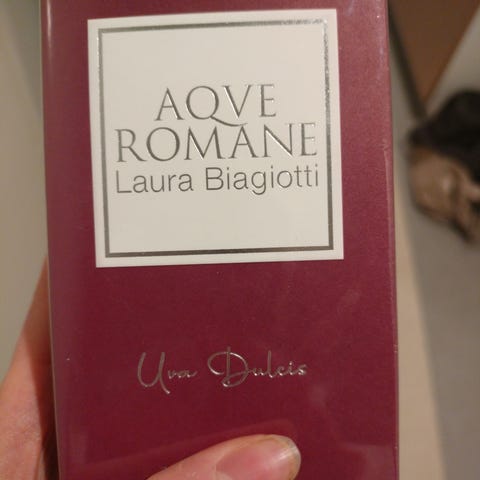 AQVE
ROMANE
Laura Biagiotti
Uva Dulcis